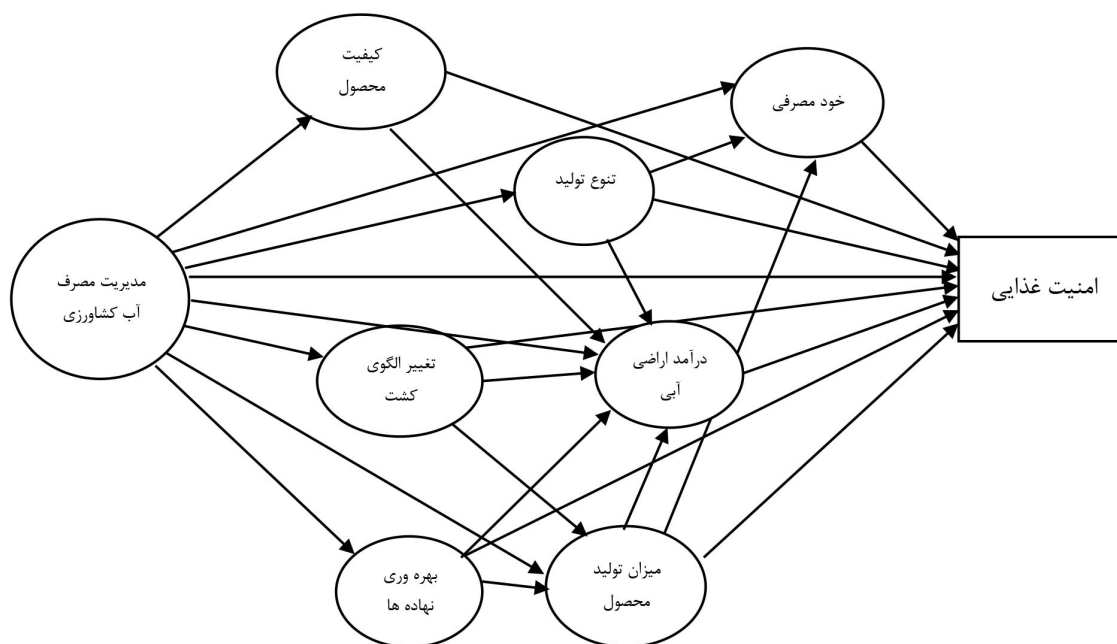 کیفیت
محصول
خود مصرفی
تنوع تولید
مدیریت مصرف
آب کشاورزی
امنیت غذایی
تغییر الگوی
کشت
درآمد اراضی
آبی
بهره وری
نهاده ها
میزان تولید
محصول